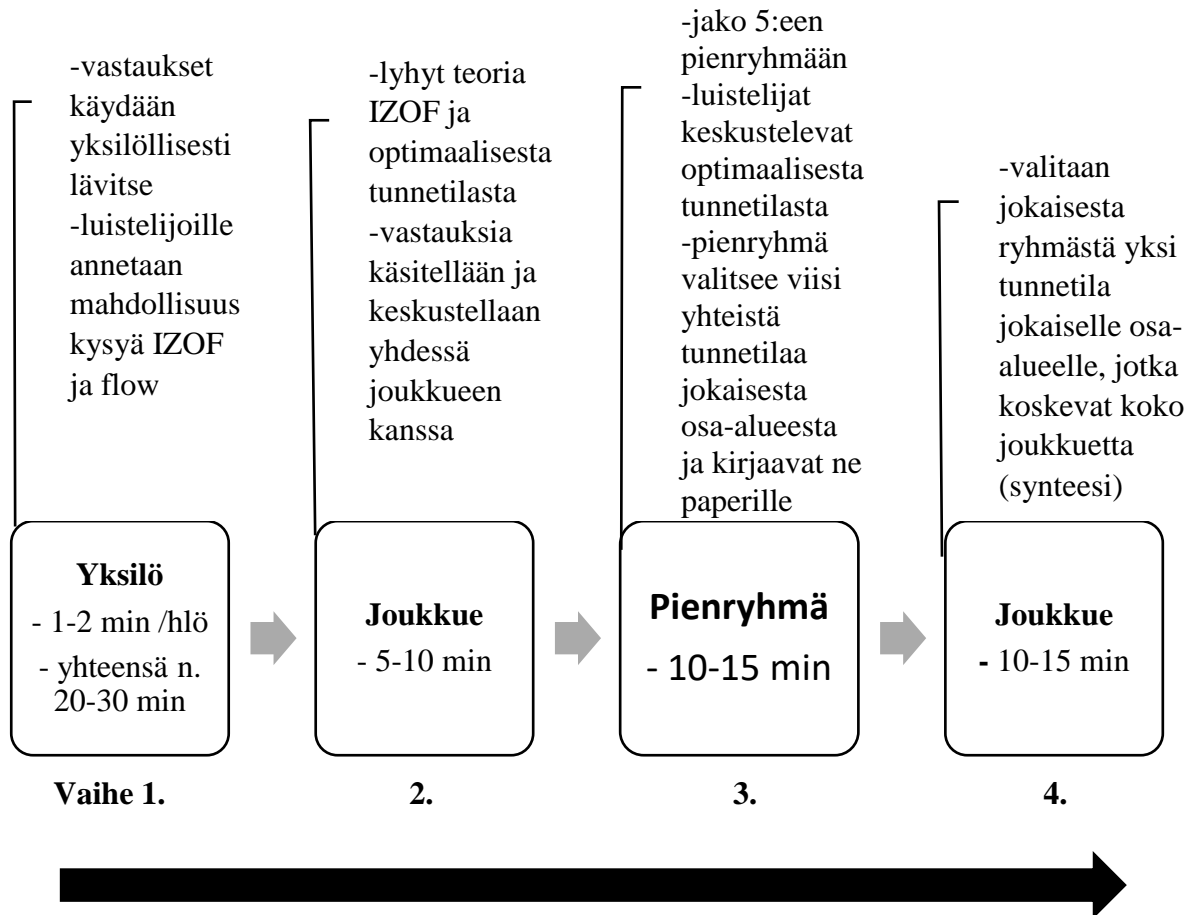 -vastaukset
käydään
yksilöllisesti
lävitse
-luistelijoille
annetaan
mahdollisuus
kysyä IZOF
ja flow
-lyhyt teoria
IZOF ja
optimaalisesta
tunnetilasta
-vastauksia
käsitellään ja
keskustellaan
yhdessä
joukkueen
kanssa
-jako 5:een
pienryhmään
-luistelijat
keskustelevat
optimaalisesta
tunnetilasta
-pienryhmä
valitsee viisi
yhteistä
tunnetilaa
jokaisesta
osa-alueesta
ja kirjaavat ne
paperille
-valitaan
jokaisesta
ryhmästä yksi
tunnetila
jokaiselle osa-
alueelle, jotka
koskevat koko
joukkuetta
(synteesi)
Yksilö
- 1-2 min /hlö
- yhteensä n.
20-30 min
Joukkue
- 5-10 min
Pienryhmä
- 10-15 min
Joukkue
- 10-15 min
Vaihe 1.
2.
3.
4.